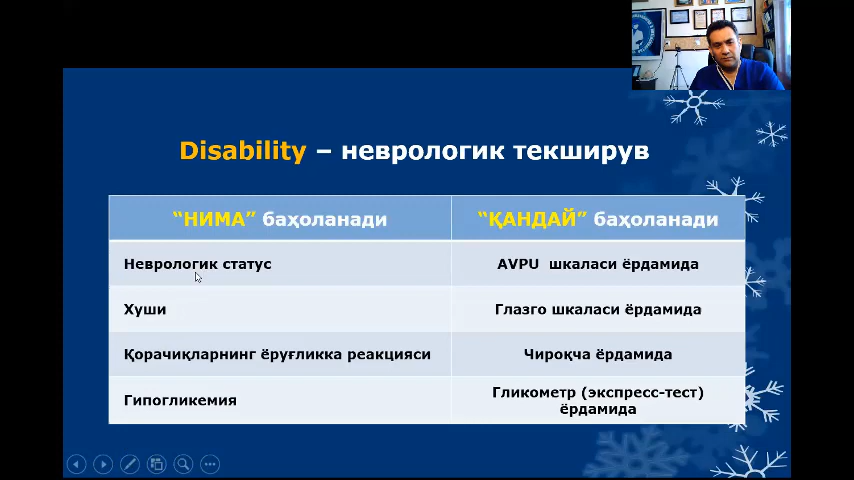 Disability – неврологик текширув
“НИМА” баҳоланади
“ҚАНДАЙ” баҳоланади
Неврологик статус
AVPU шкаласи ёрдамида
Хуши
Глазго шкаласи ёрдамида
Қорачиқларнинг ёруғликка реакцияси
Чироқча ёрдамида
Гипогликемия
Гликометр (экспресс-тест)
ёрдамида